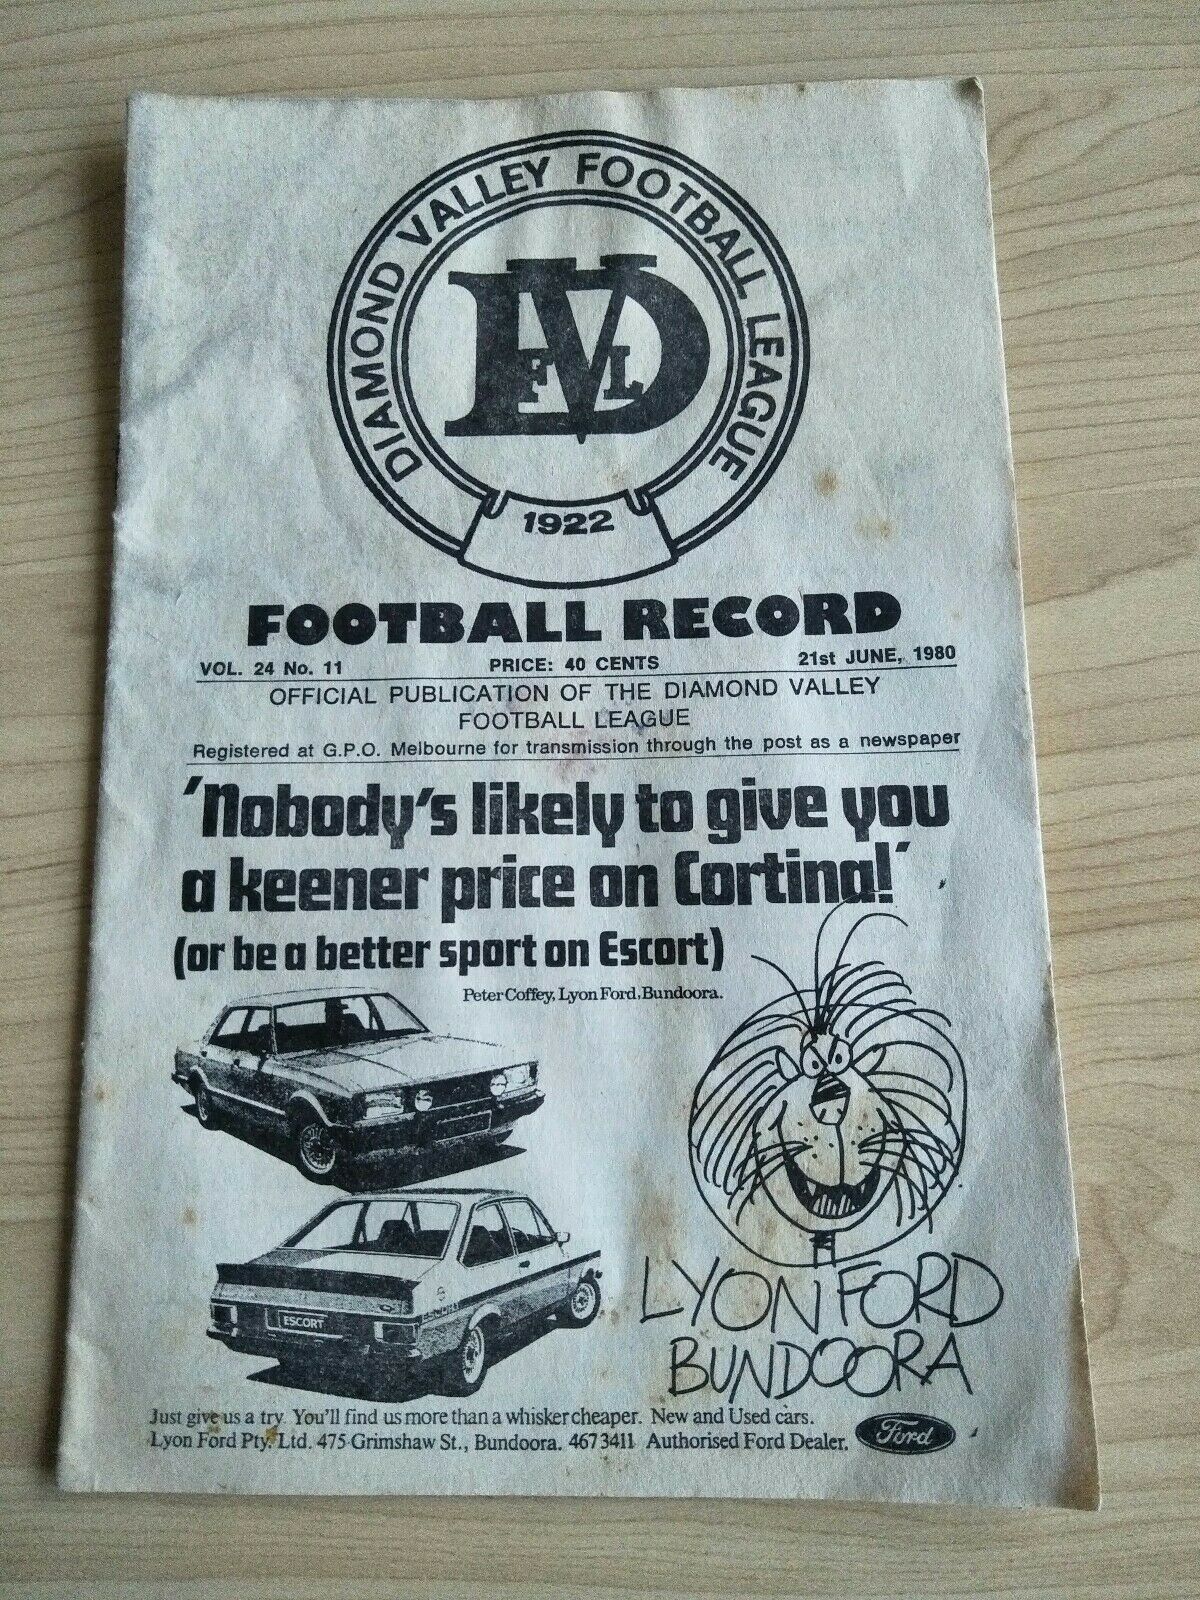 DIAMOND VALLEY FOOTBALL LEAGUE
DVFL
1922
FOOTBALL RECORD
VOL. 24 No. 11 PRICE: 40 CENTS 21st JUNE, 1980
OFFICIAL PUBLICATION OF THE DIAMOND VALLEY
FOOTBALL LEAGUE
Registered at G.P.O. Melbourne for transmission through the post as a newspaper
'Nobody's likely to give you
a keener price on Cortina!'
(or be a better sport on Escort)
Peter Coffey, Lyon Ford, Bundoora.
ESCORT
ESCORT
LYON FORD
BUNDOORA
Just give us a try. You'll find us more than a whisker cheaper. New and Used cars.
Lyon Ford Pty. Ltd. 475 Grimshaw St., Bundoora. 467 3411 Authorised Ford Dealer.
Ford